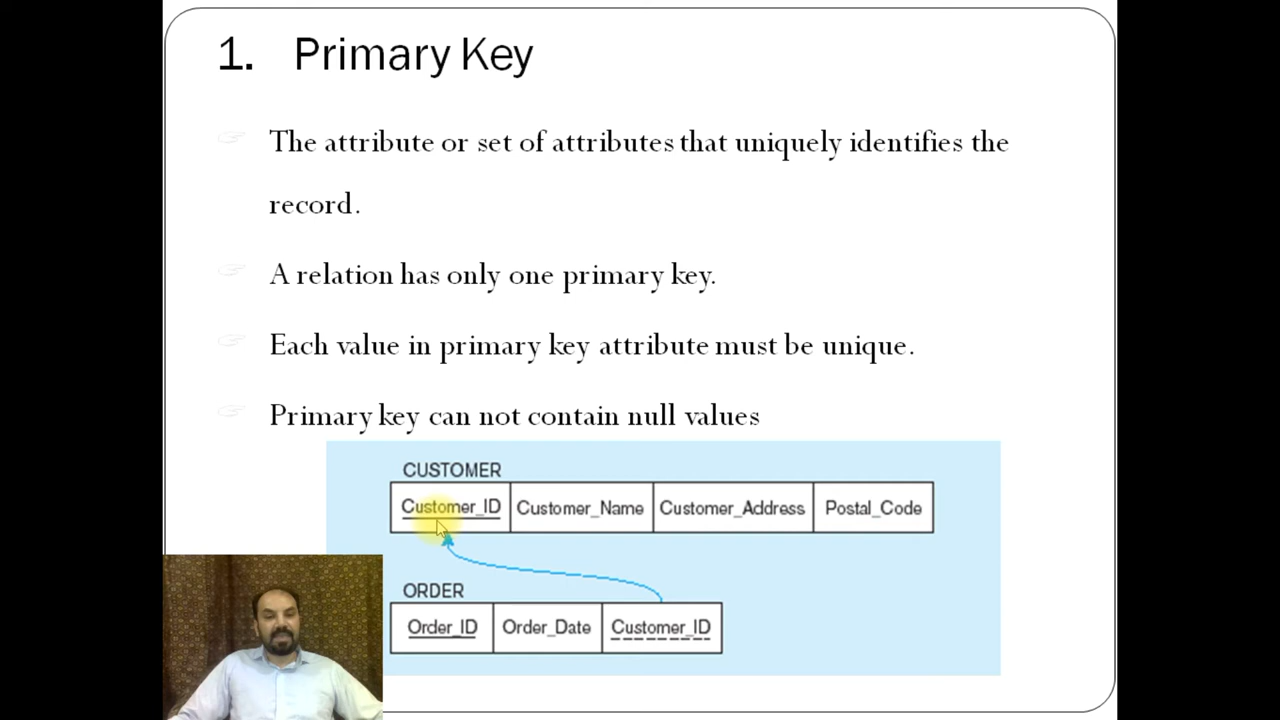 1. Primary Key
The attribute or set of attributes that uniquely identifies the
record.
A relation has only one primary key.
Each value in primary key attribute must be unique.
Primary key can not contain null values
CUSTOMER
Customer_ID Customer_Name Customer_Address Postal_Code
ORDER
Order_ID Order_Date Customer_ID